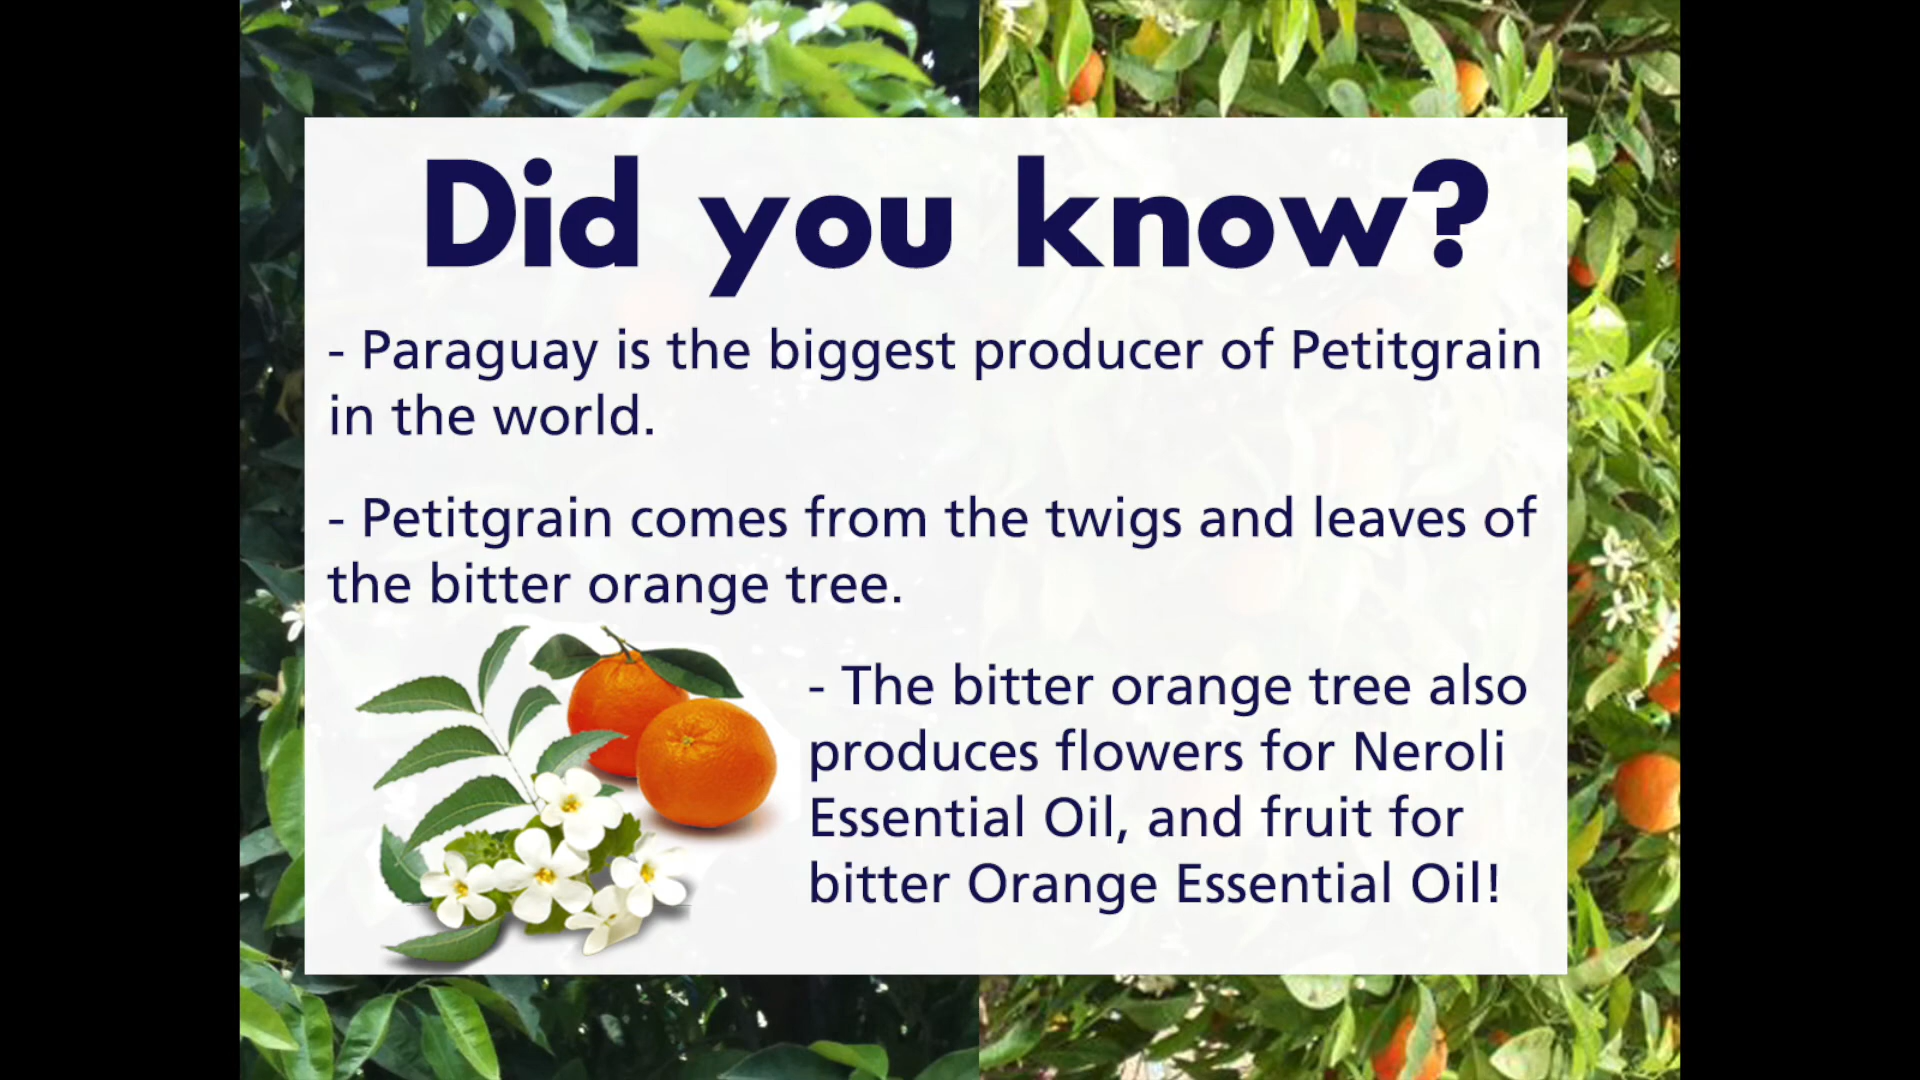 Did you know?
- Paraguay is the biggest producer of Petitgrain
in the world.
- Petitgrain comes from the twigs and leaves of
the bitter orange tree.
- The bitter orange tree also
produces flowers for Neroli
Essential Oil, and fruit for
bitter Orange Essential Oil!